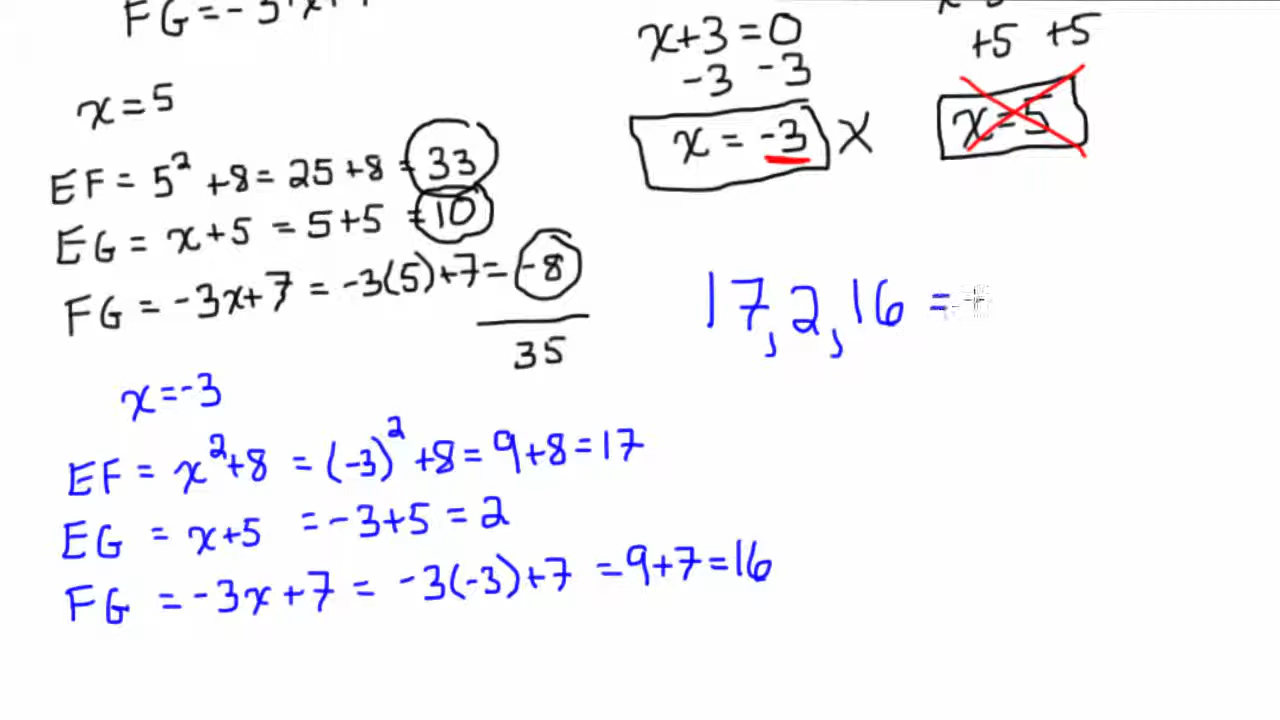 FG = -3
x = 5
EF = 5² + 8 = 25 + 8 = 33
EG = x + 5 = 5 + 5 = 10
FG = -3x + 7 = -3(5) + 7 = -8
35
x = -3
EF = x² + 8 = (-3)² + 8 = 9 + 8 = 17
EG = x + 5 = -3 + 5 = 2
FG = -3x + 7 = -3(-3) + 7 = 9 + 7 = 16
x + 3 = 0
-3 -3
x = -3 x
+5 +5
x = 5
17, 2, 16 =